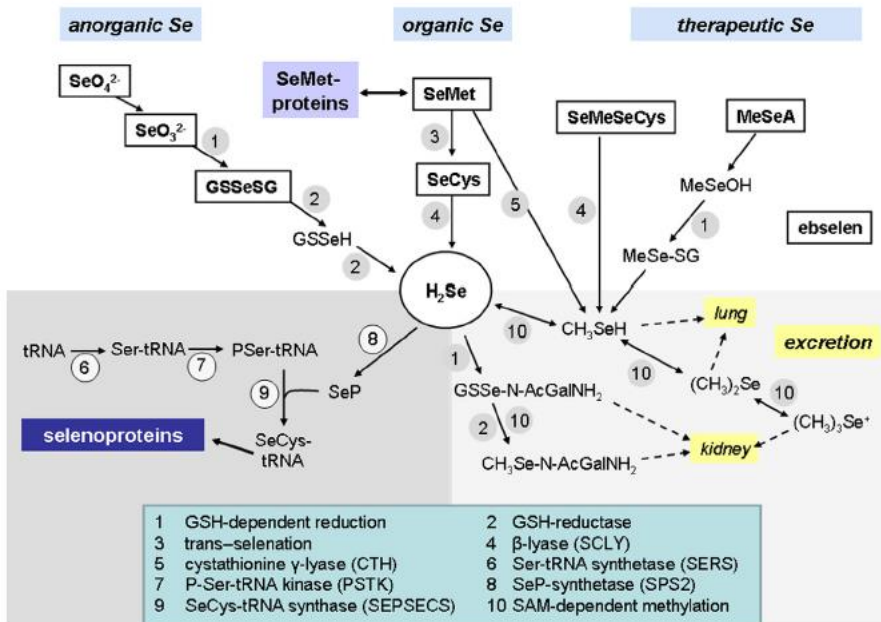 anorganic Se
organic Se
therapeutic Se
SeO₄²⁻
SeMet-
proteins
SeMet
SeMeSeCys
MeSeA
SeO₃²⁻
1
3
GSSeSG
SeCys
5
4
MeSeOH
2
4
1
ebselen
GSSeH
MeSe-SG
2
H₂Se
10
CH₃SeH
lung
excretion
8
tRNA
Ser-tRNA
PSer-tRNA
6
7
1
10
(CH₃)₂Se
10
9
SeP
GSSe-N-AcGalNH₂
selenoproteins
2
10
(CH₃)₃Se⁺
SeCys-
tRNA
kidney
CH₃Se-N-AcGalNH₂
1 GSH-dependent reduction
2 GSH-reductase
3 trans–selenation
4 β-lyase (SCLY)
5 cystathionine γ-lyase (CTH)
6 Ser-tRNA synthetase (SERS)
7 P-Ser-tRNA kinase (PSTK)
8 SeP-synthetase (SPS2)
9 SeCys-tRNA synthase (SEPSECS)
10 SAM-dependent methylation